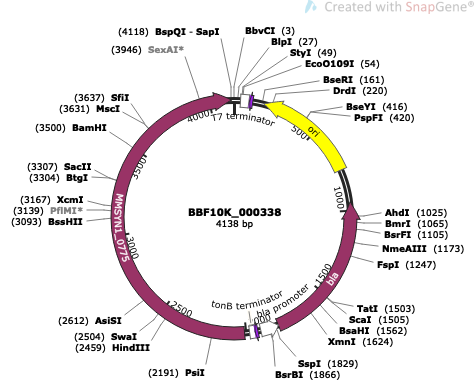 Created with SnapGene®
(4118) BspQI - SapI
(3946) SexAI*
BbvCI (3)
BlpI (27)
StyI (49)
EcoO109I (54)
BseRI (161)
DrdI (220)
BseYI (416)
PspFI (420)
(3637) SfiI
(3631) MscI
(3500) BamHI
(3307) SacII
(3304) BtgI
(3167) XcmI
(3139) PflMI*
(3093) BssHII
T7 terminator
ori
4000
500
3500
1000
BBF10K_000338
4138 bp
MMSYN1_0775
3000
AhdI (1025)
BmrI (1065)
BsrFI (1105)
NmeAIII (1173)
FspI (1247)
1500
bla
2500
tonB terminator
bla promoter
TatI (1503)
ScaI (1505)
BsaHI (1562)
XmnI (1624)
(2612) AsiSI
(2504) SwaI
(2459) HindIII
(2191) PsiI
SspI (1829)
BsrBI (1866)